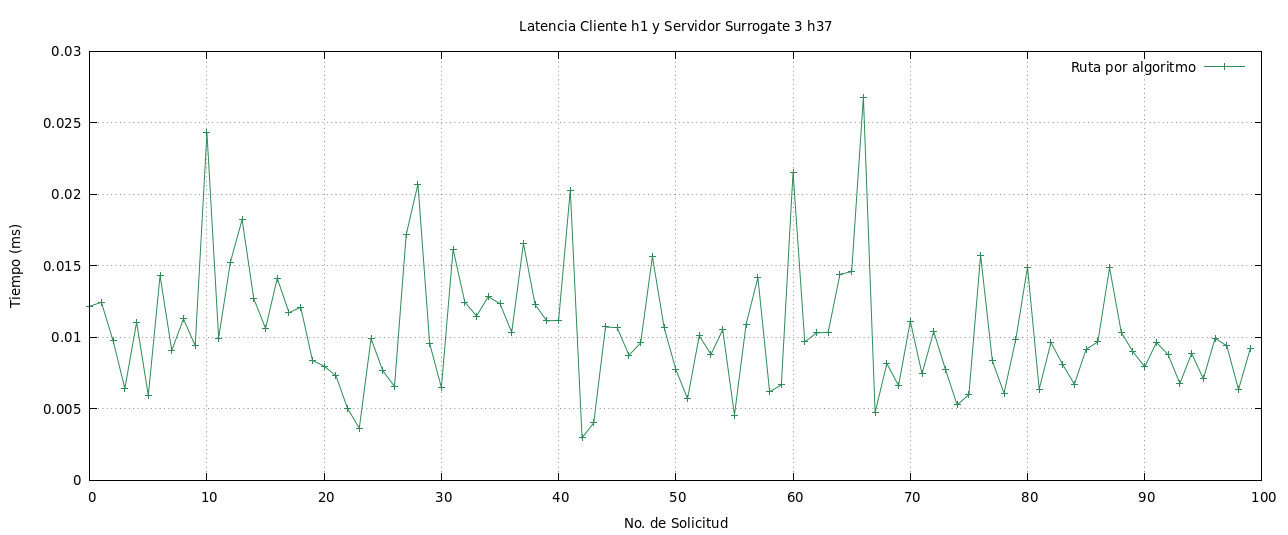 Latencia Cliente h1 y Servidor Surrogate 3 h37
Ruta por algoritmo
Tiempo (ms)
0.03
0.025
0.02
0.015
0.01
0.005
0
0 10 20 30 40 50 60 70 80 90 100
No. de Solicitud